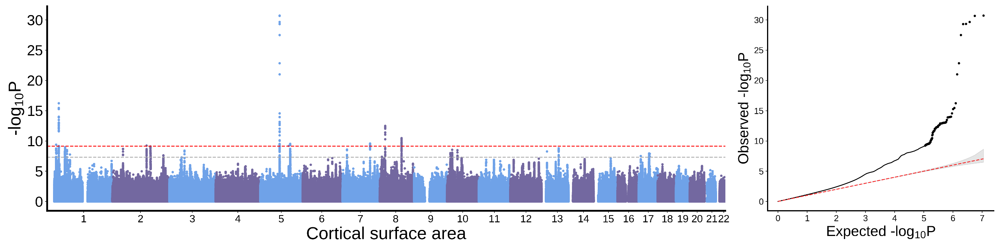 30
25
20
15
10
5
0
-log10P
1 2 3 4 5 6 7 8 9 10 11 12 13 14 15 16 17 18 19 20 21 22
Cortical surface area
30
25
20
15
10
5
0
Observed -log10P
0 1 2 3 4 5 6 7
Expected -log10P